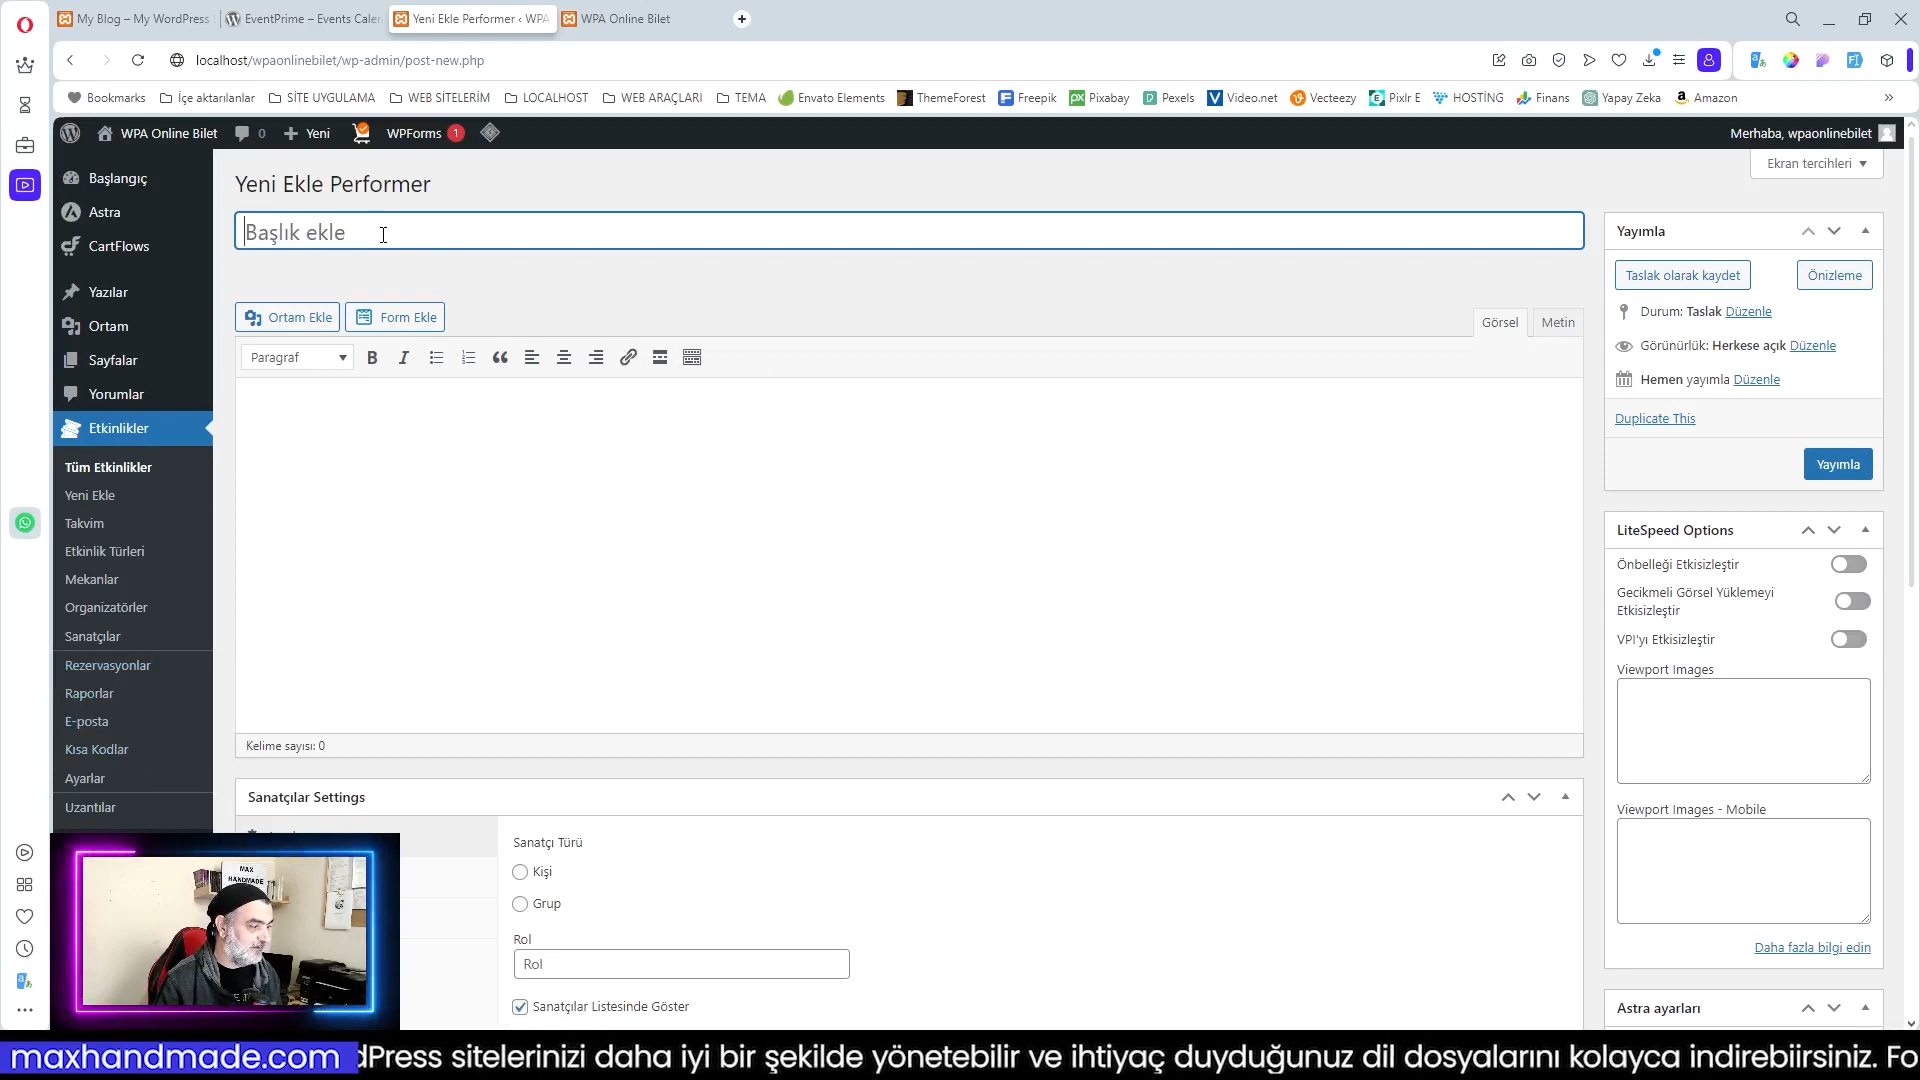 My Blog – My WordPress
EventPrime – Events Calen
Yeni Ekle Performer ‹ WPA
WPA Online Bilet
localhost/wpaonlinebilet/wp-admin/post-new.php
Bookmarks
İçe aktarılanlar
SİTE UYGULAMA
WEB SİTELERİM
LOCALHOST
WEB ARAÇLARI
TEMA
Envato Elements
ThemeForest
Freepik
Pixabay
Pexels
Video.net
Vecteezy
Pixlr E
HOSTİNG
Finans
Yapay Zeka
Amazon
WPA Online Bilet
0
Yeni
WPForms 1
Merhaba, wpaonlinebilet
Ekran tercihleri
Başlangıç
Astra
CartFlows
Yazılar
Ortam
Sayfalar
Yorumlar
Etkinlikler
Tüm Etkinlikler
Yeni Ekle
Takvim
Etkinlik Türleri
Mekanlar
Organizatörler
Sanatçılar
Rezervasyonlar
Raporlar
E-posta
Kısa Kodlar
Ayarlar
Uzantılar
Yeni Ekle Performer
Başlık ekle
Ortam Ekle
Form Ekle
Görsel
Metin
Paragraf
Kelime sayısı: 0
Sanatçılar Settings
Sanatçı Türü
Kişi
Grup
Rol
Rol
Sanatçılar Listesinde Göster
Yayımla
Taslak olarak kaydet
Önizleme
Durum: Taslak Düzenle
Görünürlük: Herkese açık Düzenle
Hemen yayımla Düzenle
Duplicate This
Yayımla
LiteSpeed Options
Önbelleği Etkisizleştir
Gecikmeli Görsel Yüklemeyi
Etkisizleştir
VPI'yı Etkisizleştir
Viewport Images
Viewport Images - Mobile
Daha fazla bilgi edin
Astra ayarları
MAX
HANDMADE
maxhandmade.com
dPress sitelerinizi daha iyi bir şekilde yönetebilir ve ihtiyaç duyduğunuz dil dosyalarını kolayca indirebiirsiniz. Fo